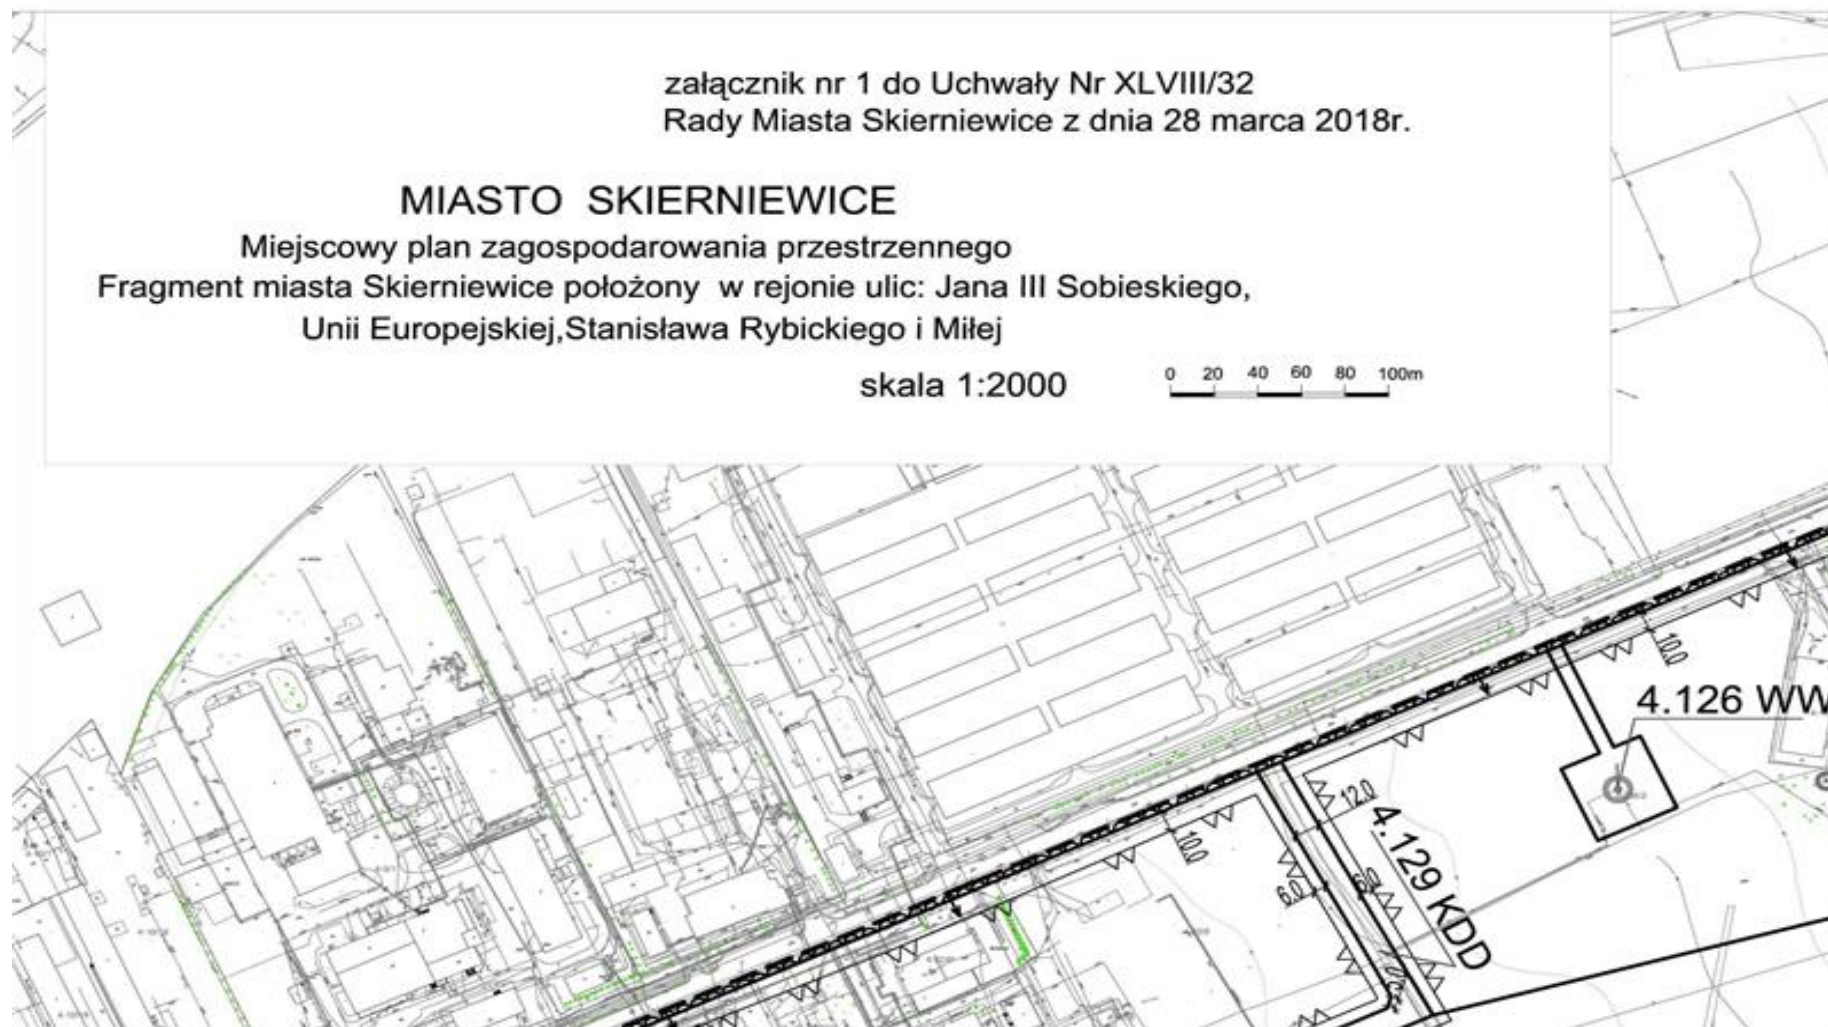 załącznik nr 1 do Uchwały Nr XLVIII/32
Rady Miasta Skierniewice z dnia 28 marca 2018r.
MIASTO SKIERNIEWICE
Miejscowy plan zagospodarowania przestrzennego
Fragment miasta Skierniewice położony w rejonie ulic: Jana III Sobieskiego,
Unii Europejskiej,Stanisława Rybickiego i Miłej
skala 1:2000
0 20 40 60 80 100m
10.0
4.126 WW
12.0
10.0
6.0
4.129 KDD